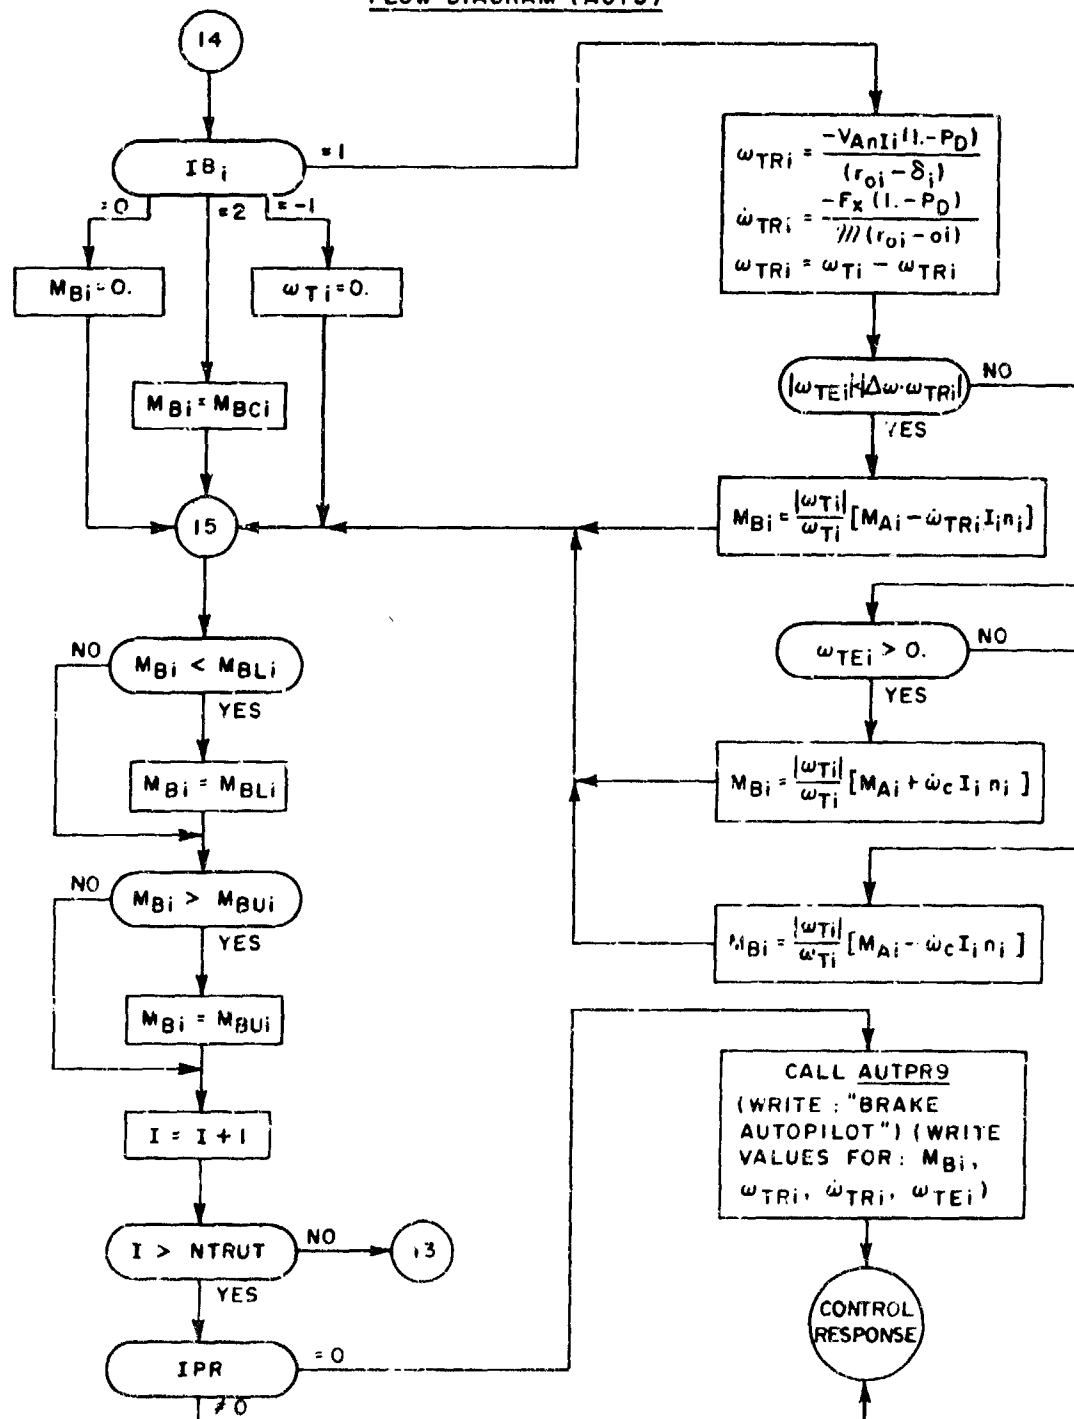 FLOW DIAGRAM (AUTO)
14
IB_i
=1
=0
=2
=-1
M_Bi=0.
ω_Ti=0.
M_Bi = M_BCi
15
NO
M_Bi < M_BLi
YES
M_Bi = M_BLi
NO
M_Bi > M_BUi
YES
M_Bi = M_BUi
I = I + 1
I > NTRUT
NO
13
YES
IPR
=0
≠0
ω_TRi = -V_AnIi (1.-P_D) / (r_oi - δ_i)
ω̇_TRi = -F_x (1.-P_D) / m (r_oi - oi)
ω_TRi = ω_Ti - ω_TRi
|ω_TEi|<|Δω·ω_TRi|
NO
YES
M_Bi = |ω_Ti| / ω_Ti [M_Ai - ω̇_TRi I_i n_i]
ω_TEi > 0.
NO
YES
M_Bi = |ω_Ti| / ω_Ti [M_Ai + ω̇_C I_i n_i ]
M_Bi = |ω_Ti| / ω_Ti [M_Ai - ω̇_C I_i n_i ]
CALL AUTPR9
(WRITE : "BRAKE
AUTOPILOT") (WRITE
VALUES FOR: M_Bi,
ω_TRi, ω̇_TRi, ω_TEi)
CONTROL
RESPONSE